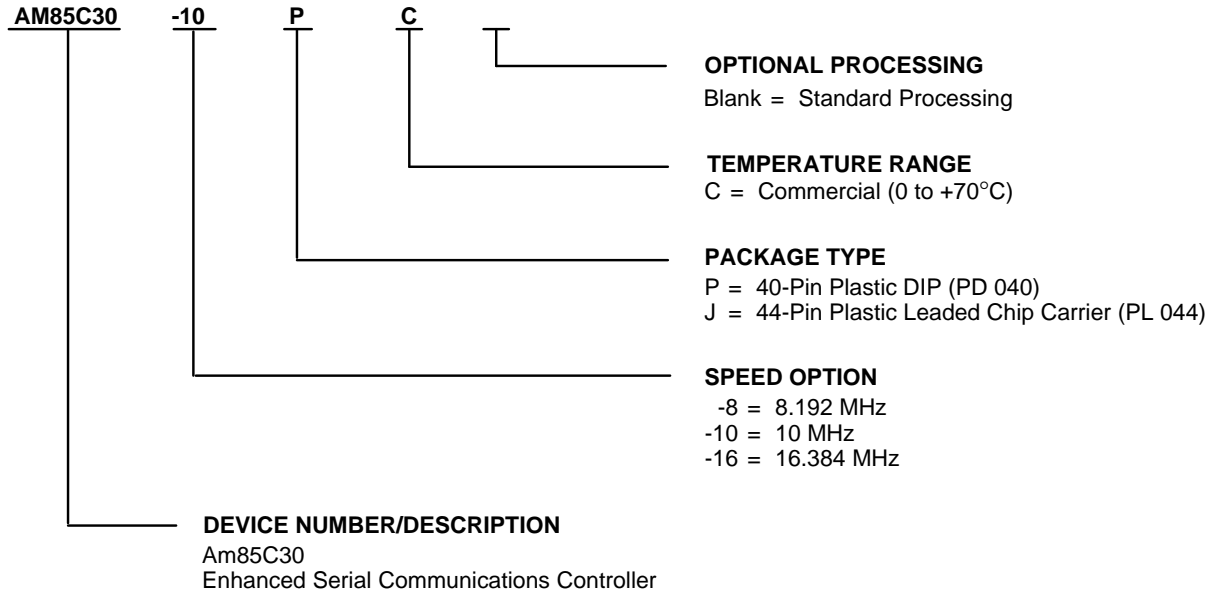 AM85C30 -10 P C
OPTIONAL PROCESSING
Blank = Standard Processing
TEMPERATURE RANGE
C = Commercial (0 to +70°C)
PACKAGE TYPE
P = 40-Pin Plastic DIP (PD 040)
J = 44-Pin Plastic Leaded Chip Carrier (PL 044)
SPEED OPTION
-8 = 8.192 MHz
-10 = 10 MHz
-16 = 16.384 MHz
DEVICE NUMBER/DESCRIPTION
Am85C30
Enhanced Serial Communications Controller